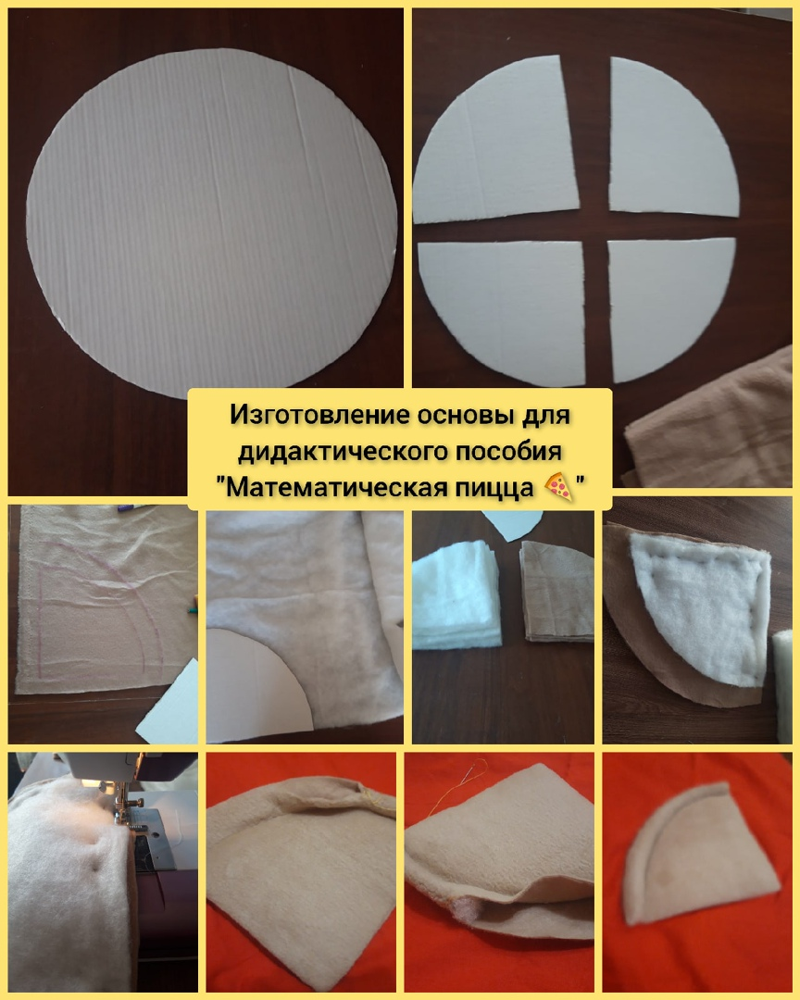 Изготовление основы для
дидактического пособия
"Математическая пицца 🍕"